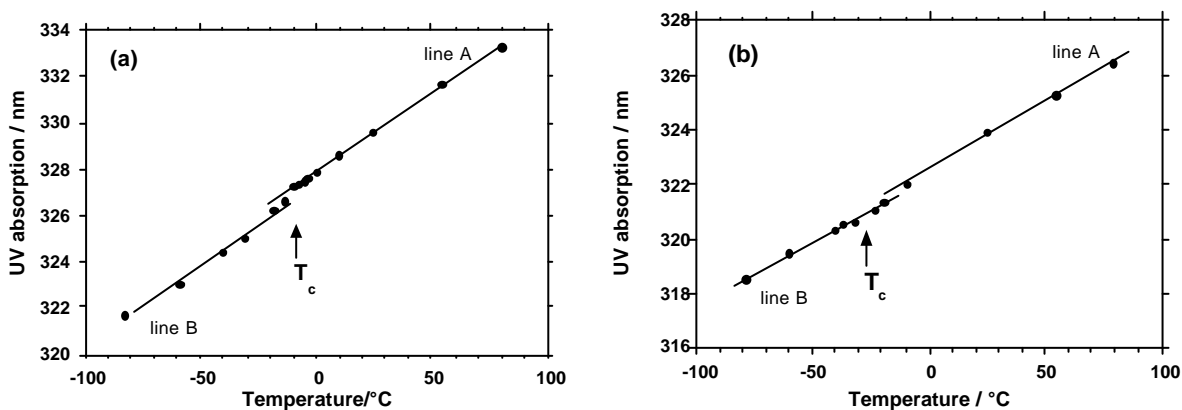 (a)
line A
334
332
330
328
326
324
322
320
UV absorption / nm
T
c
line B
-100
-50
0
50
100
Temperature/°C
(b)
line A
328
326
324
322
320
318
316
UV absorption / nm
T
c
line B
-100
-50
0
50
100
Temperature / °C